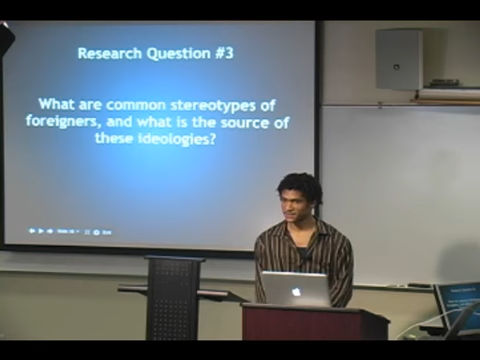 Research Question #3
What are common stereotypes of
foreigners, and what is the source of
these ideologies?